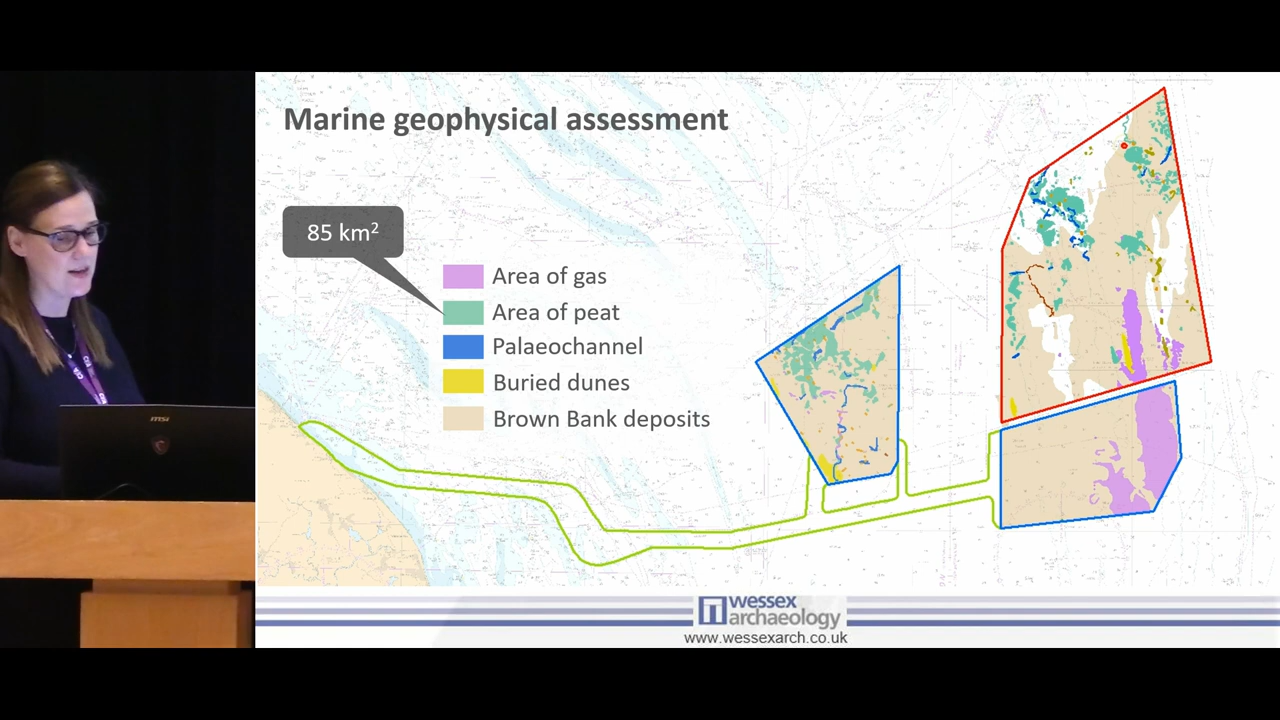 Marine geophysical assessment
85 km²
Area of gas
Area of peat
Palaeochannel
Buried dunes
Brown Bank deposits
wessex
archaeology
www.wessexarch.co.uk
msi